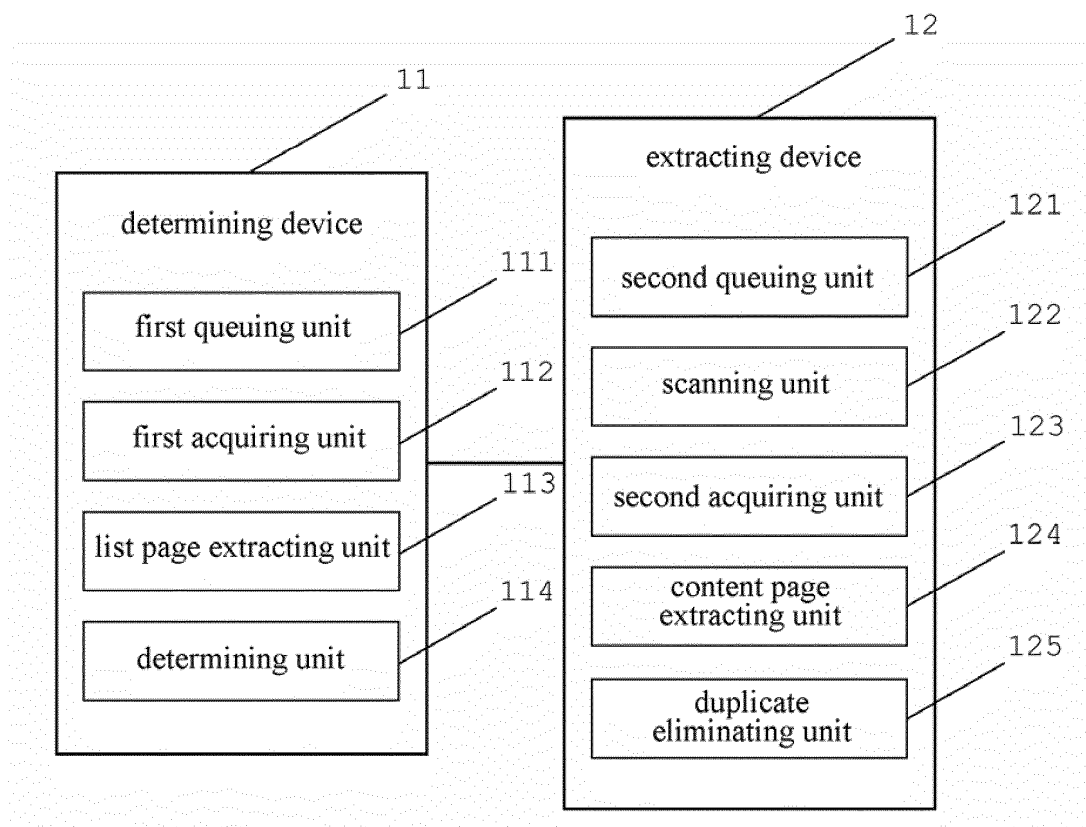 11
determining device
111
first queuing unit
112
first acquiring unit
113
list page extracting unit
114
determining unit
12
extracting device
121
second queuing unit
122
scanning unit
123
second acquiring unit
124
content page
extracting unit
125
duplicate
eliminating unit